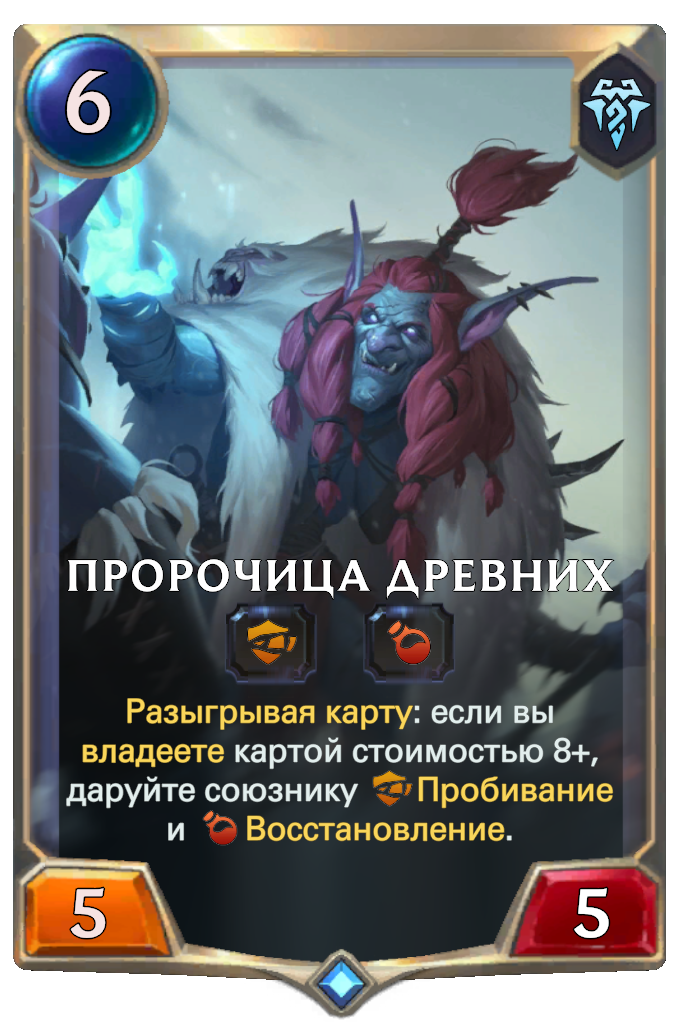 6
ПРОРОЧИЦА ДРЕВНИХ
Разыгрывая карту: если вы
владеете картой стоимостью 8+,
даруйте союзнику Пробивание
и Восстановление.
5
5